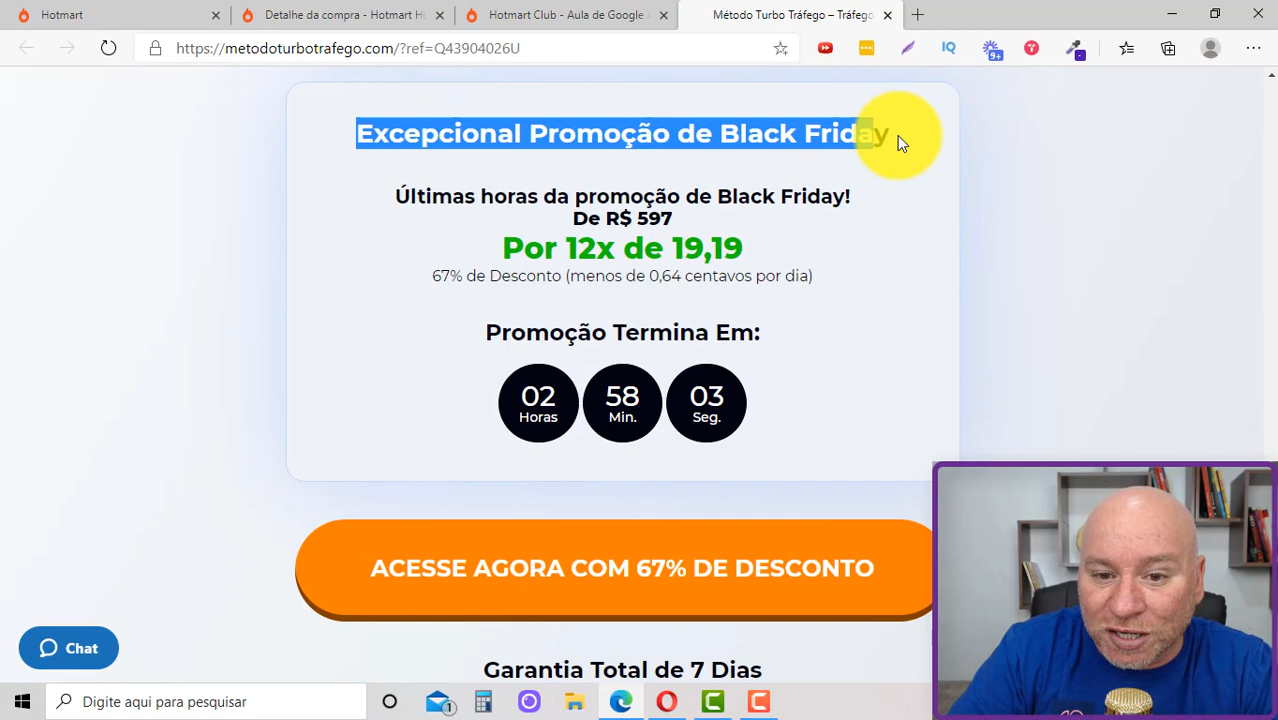 Hotmart
Detalhe da compra - Hotmart H
Hotmart Club - Aula de Google
Método Turbo Tráfego – Tráfego
https://metodoturbotrafego.com/?ref=Q43904026U
IQ
9+
Excepcional Promoção de Black Friday
Últimas horas da promoção de Black Friday!
De R$ 597
Por 12x de 19,19
67% de Desconto (menos de 0,64 centavos por dia)
Promoção Termina Em:
02 58 03
Horas Min. Seg.
ACESSE AGORA COM 67% DE DESCONTO
Chat
Garantia Total de 7 Dias
Digite aqui para pesquisar
1